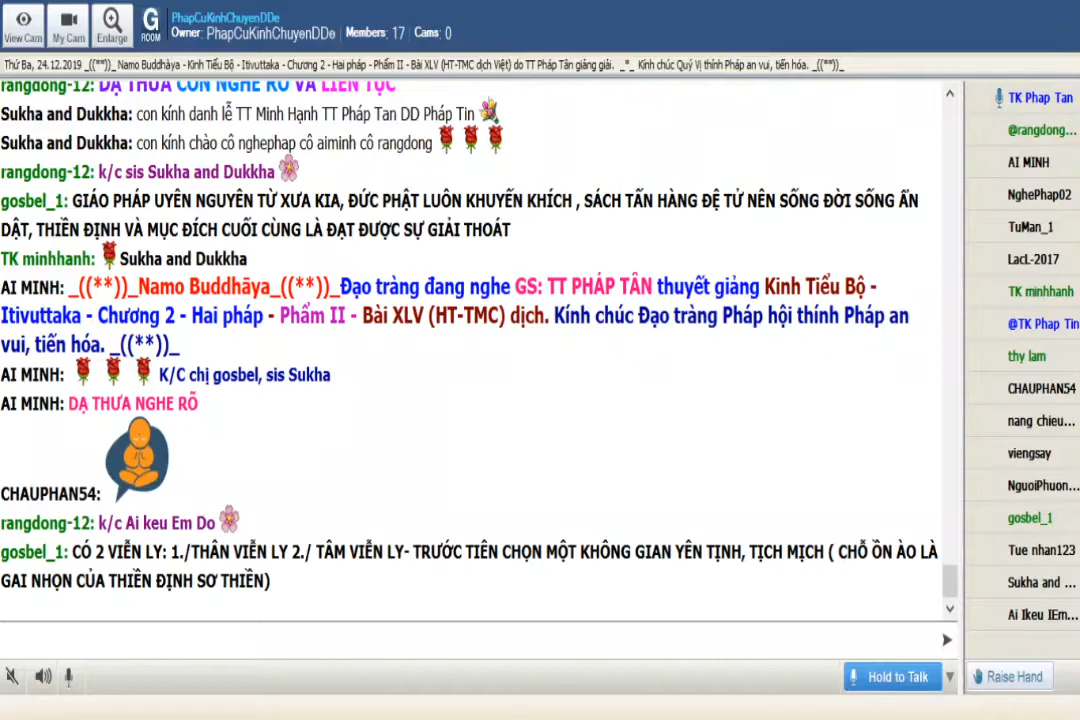 PhapCuKinhChuyenDDe
View Cam My Cam Enlarge G ROOM Owner: PhapCuKinhChuyenDDe Members: 17 Cams: 0
Thứ Ba, 24.12.2019 _((**))_ Namo Buddhàya - Kinh Tiểu Bộ - Itivuttaka - Chương 2 - Hai pháp - Phẩm II - Bài XLV (HT-TMC dịch Việt) do TT Pháp Tân giảng giải. _*_ Kính chúc Quý Vị thính Pháp an vui, tiến hóa. _((**))_
rangdong-12: DẠ THƯA CON NGHE RÕ VÀ LIÊN TỤC
Sukha and Dukkha: con kính danh lễ TT Minh Hạnh TT Pháp Tan DD Pháp Tin
Sukha and Dukkha: con kính chào cô nghephap cô aiminh cô rangdong
rangdong-12: k/c sis Sukha and Dukkha
gosbel_1: GIÁO PHÁP UYÊN NGUYÊN TỪ XƯA KIA, ĐỨC PHẬT LUÔN KHUYẾN KHÍCH , SÁCH TẤN HÀNG ĐỆ TỬ NÊN SỐNG ĐỜI SỐNG ẨN
DẬT, THIỀN ĐỊNH VÀ MỤC ĐÍCH CUỐI CÙNG LÀ ĐẠT ĐƯỢC SỰ GIẢI THOÁT
TK minhhanh: Sukha and Dukkha
AI MINH: _((**))_Namo Buddhāya_((**))_Đạo tràng đang nghe GS: TT PHÁP TÂN thuyết giảng Kinh Tiểu Bộ -
Itivuttaka - Chương 2 - Hai pháp - Phẩm II - Bài XLV (HT-TMC) dịch. Kính chúc Đạo tràng Pháp hội thính Pháp an
vui, tiến hóa. _((**))_
AI MINH: K/C chị gosbel, sis Sukha
AI MINH: DẠ THƯA NGHE RÕ
CHAUPHAN54:
rangdong-12: k/c Ai keu Em Do
gosbel_1: CÓ 2 VIỄN LY: 1./THÂN VIỄN LY 2./ TÂM VIỄN LY- TRƯỚC TIÊN CHỌN MỘT KHÔNG GIAN YÊN TỊNH, TỊCH MỊCH ( CHỖ ỒN ÀO LÀ
GAI NHỌN CỦA THIỀN ĐỊNH SƠ THIỀN)
Hold to Talk
TK Phap Tan
@rangdong...
AI MINH
NghePhap02
TuMan_1
LacL-2017
TK minhhanh
@TK Phap Tin
thy lam
CHAUPHAN54
nang chieu...
viengsay
NguoiPhuon...
gosbel_1
Tue nhan123
Sukha and ...
Ai Ikeu IEm...
Raise Hand